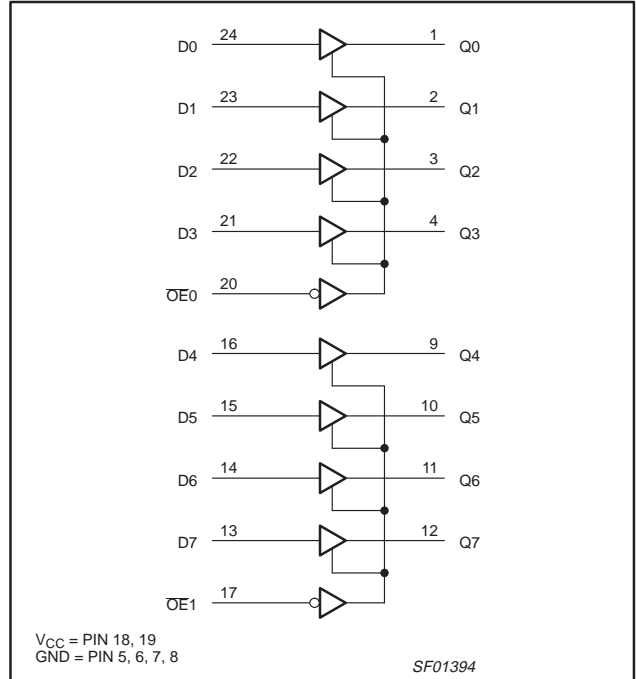 D0 24 1 Q0
D1 23 2 Q1
D2 22 3 Q2
D3 21 4 Q3
O̅E̅0 20
D4 16 9 Q4
D5 15 10 Q5
D6 14 11 Q6
D7 13 12 Q7
O̅E̅1 17
VCC = PIN 18, 19
GND = PIN 5, 6, 7, 8
SF01394